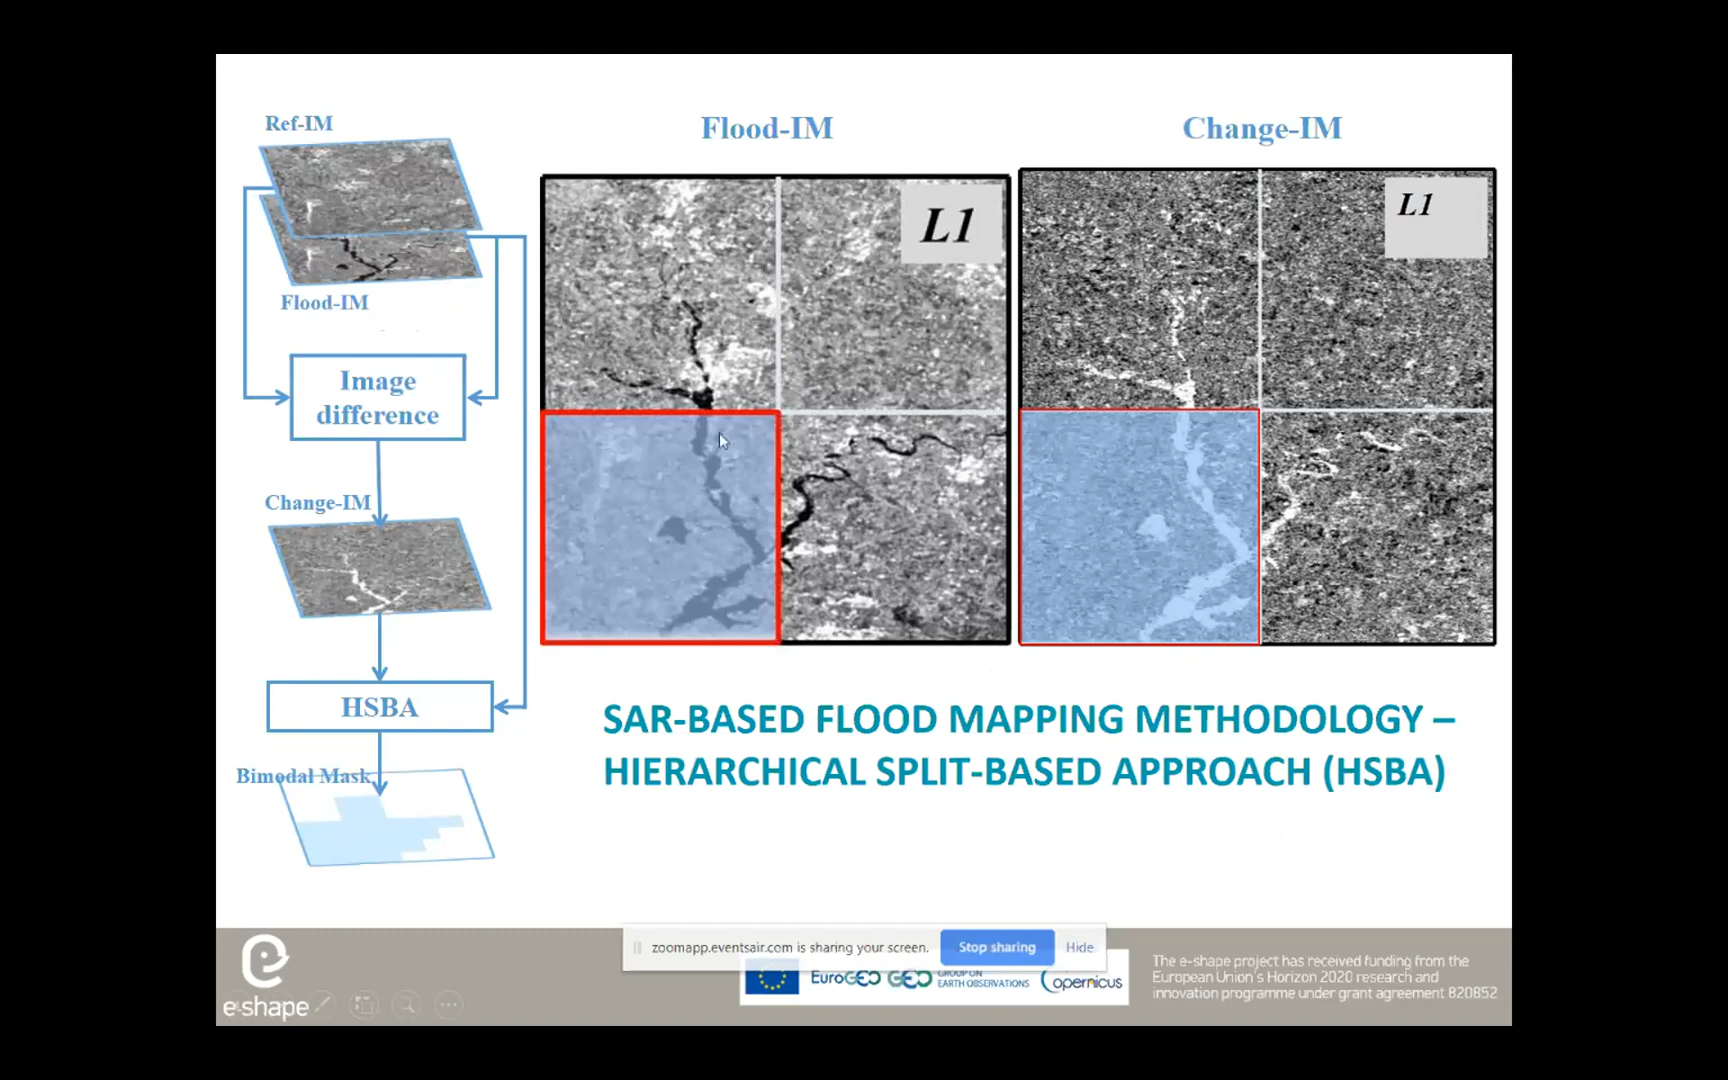 Ref-IM
Flood-IM
Image
difference
Change-IM
HSBA
Bimodal Mask
Flood-IM
L1
Change-IM
L1
SAR-BASED FLOOD MAPPING METHODOLOGY –
HIERARCHICAL SPLIT-BASED APPROACH (HSBA)
zoomapp.eventsair.com is sharing your screen.
Stop sharing
Hide
e-shape
EuroGEO
GEO
GROUP ON
EARTH OBSERVATIONS
Copernicus
The e-shape project has received funding from the
European Union's Horizon 2020 research and
innovation programme under grant agreement 820852